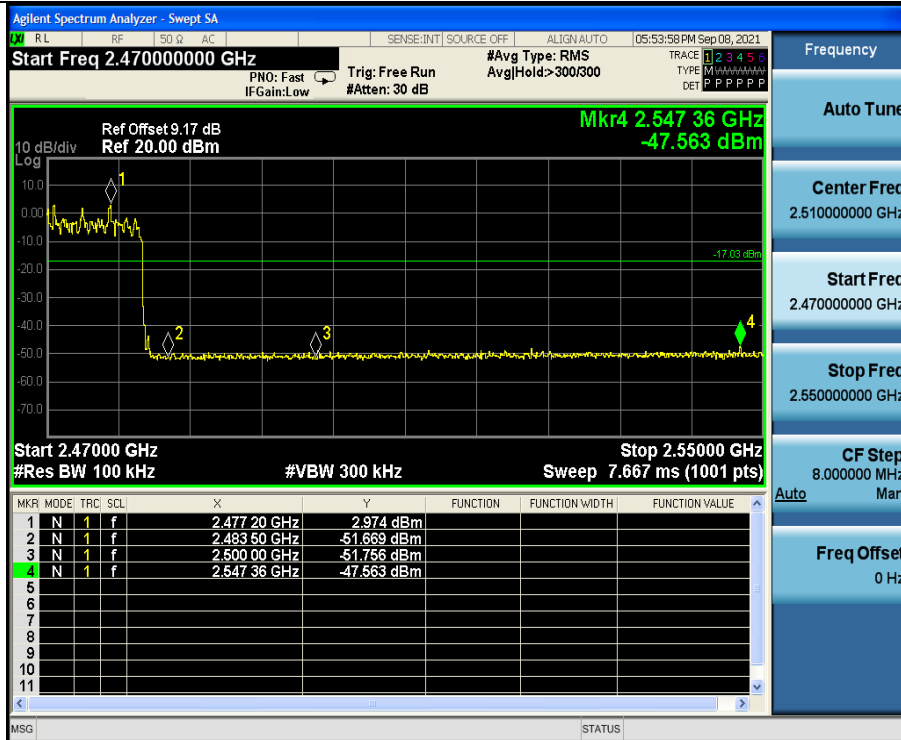 Agilent Spectrum Analyzer - Swept SA
LXI RL RF 50 Ω AC SENSE:INT SOURCE OFF ALIGN AUTO 05:53:58 PM Sep 08, 2021
Start Freq 2.470000000 GHz
PNO: Fast
IFGain:Low
Trig: Free Run
#Atten: 30 dB
#Avg Type: RMS
Avg|Hold:>300/300
TRACE 1 2 3 4 5 6
TYPE M
DET P P P P P P
Ref Offset 9.17 dB
10 dB/div Ref 20.00 dBm
Log
Mkr4 2.547 36 GHz
-47.563 dBm
10.0
0.00
-10.0
-20.0
-30.0
-40.0
-50.0
-60.0
-70.0
1
2
3
4
-17.03 dBm
Start 2.47000 GHz Stop 2.55000 GHz
#Res BW 100 kHz #VBW 300 kHz Sweep 7.667 ms (1001 pts)
MKR MODE TRC SCL X Y FUNCTION FUNCTION WIDTH FUNCTION VALUE
1 N 1 f 2.477 20 GHz 2.974 dBm
2 N 1 f 2.483 50 GHz -51.669 dBm
3 N 1 f 2.500 00 GHz -51.756 dBm
4 N 1 f 2.547 36 GHz -47.563 dBm
5
6
7
8
9
10
11
MSG STATUS
Frequency
Auto Tune
Center Freq
2.510000000 GHz
Start Freq
2.470000000 GHz
Stop Freq
2.550000000 GHz
CF Step
8.000000 MHz
Auto Man
Freq Offset
0 Hz